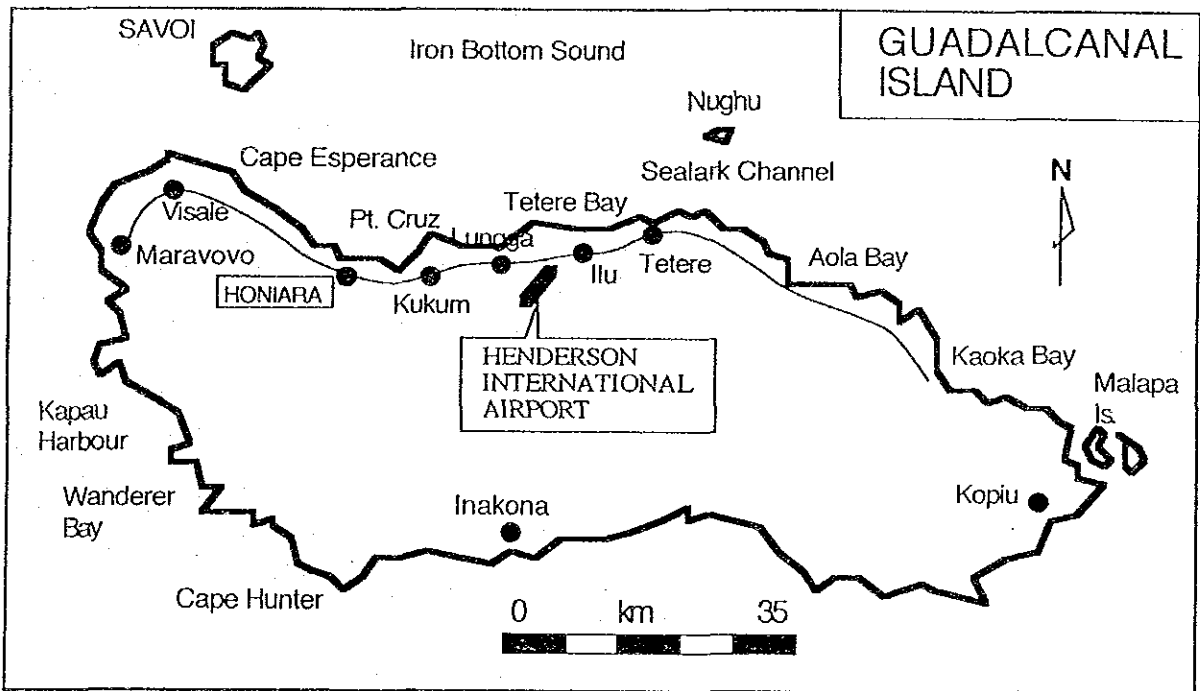 SAVOI
Iron Bottom Sound
GUADALCANAL
ISLAND
Nughu
Cape Esperance
Sealark Channel
N
Visale
Pt. Cruz
Tetere Bay
Lungga
Maravovo
HONIARA
Kukum
Ilu
Tetere
Aola Bay
HENDERSON
INTERNATIONAL
AIRPORT
Kaoka Bay
Malapa
Is.
Kapau
Harbour
Wanderer
Bay
Inakona
Kopiu
Cape Hunter
0 km 35